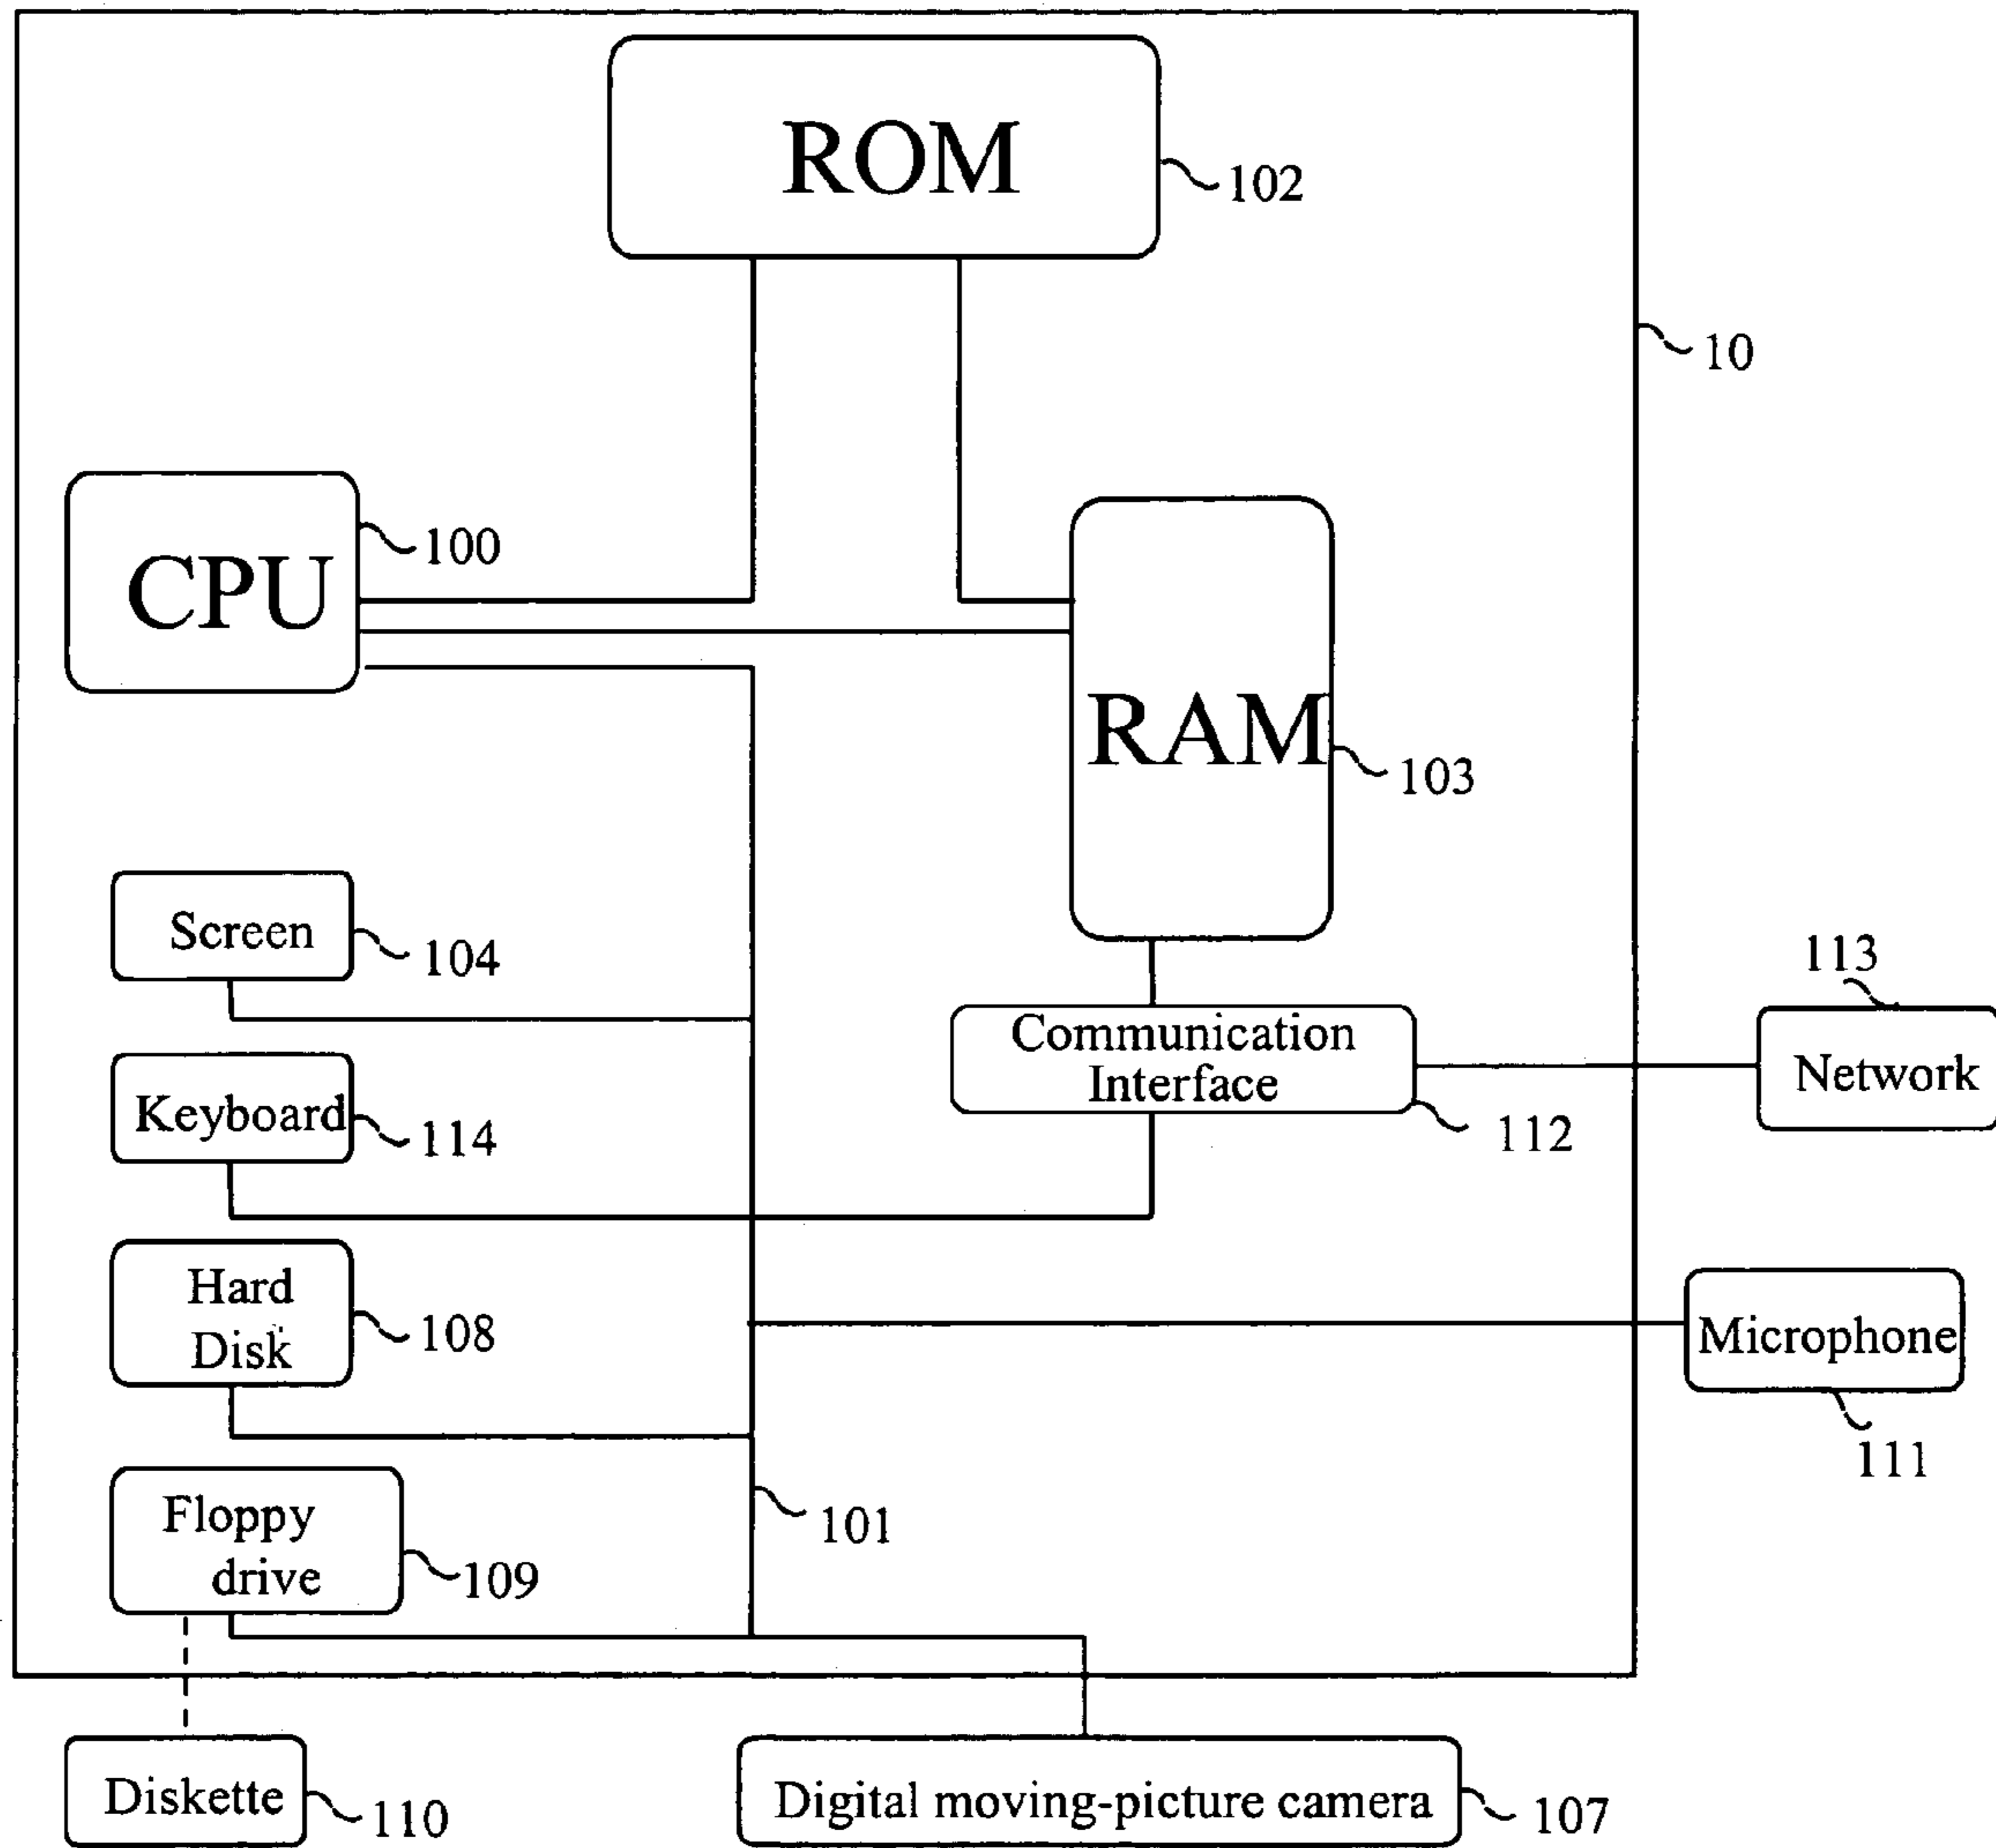 ROM
102
10
CPU
100
RAM
103
Screen
104
113
Communication
Interface
Network
Keyboard
114
112
Hard
Disk
108
Microphone
111
Floppy
drive
101
109
Diskette
110
Digital moving-picture camera
107